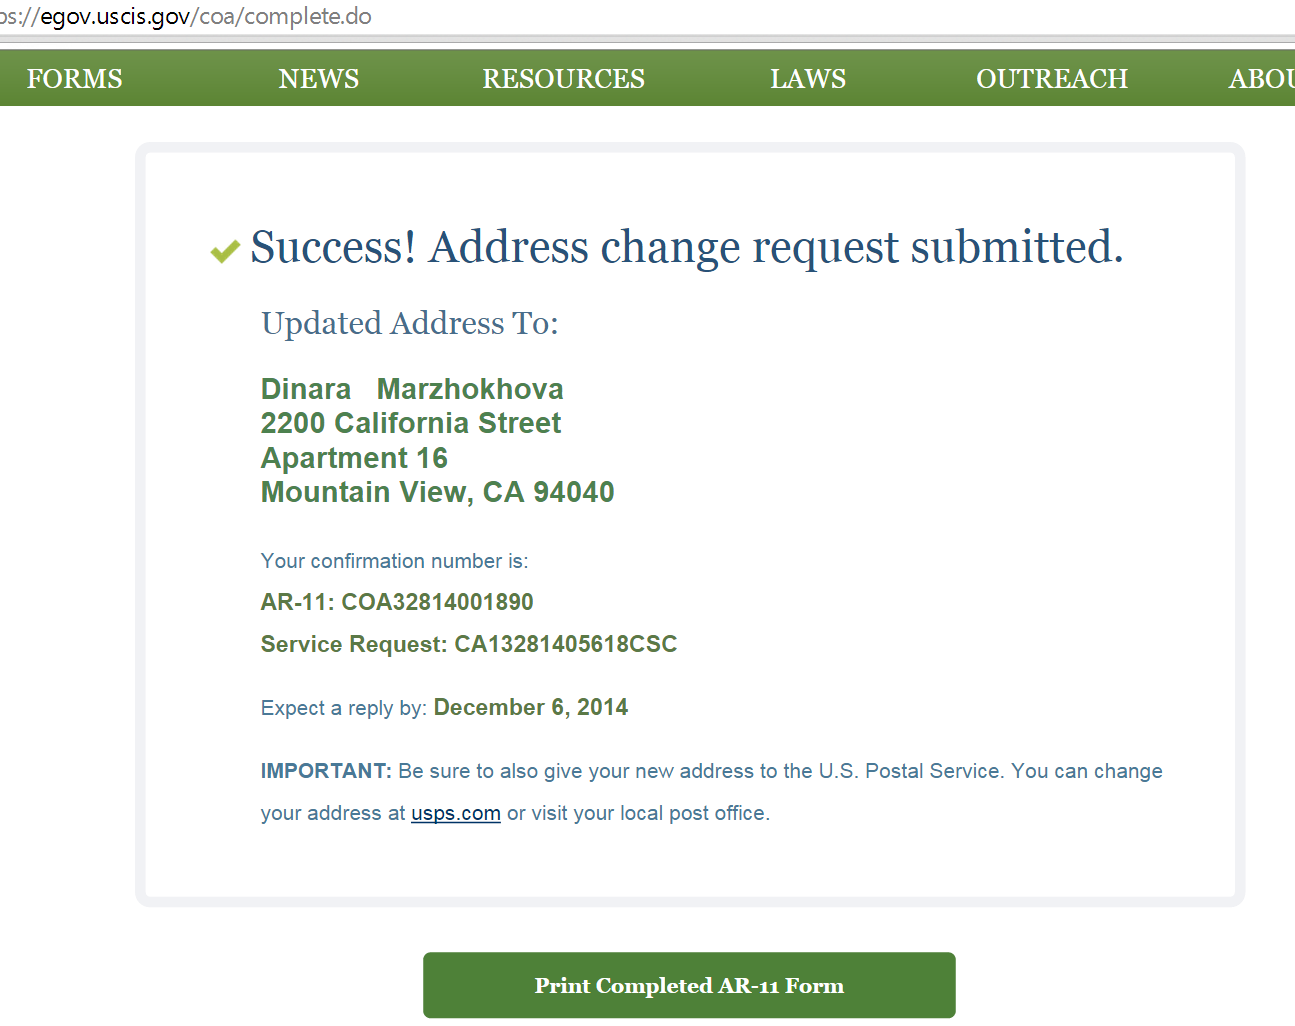 ps://egov.uscis.gov/coa/complete.do
FORMS NEWS RESOURCES LAWS OUTREACH ABOU
Success! Address change request submitted.
Updated Address To:
Dinara Marzhokhova
2200 California Street
Apartment 16
Mountain View, CA 94040
Your confirmation number is:
AR-11: COA32814001890
Service Request: CA13281405618CSC
Expect a reply by: December 6, 2014
IMPORTANT: Be sure to also give your new address to the U.S. Postal Service. You can change
your address at usps.com or visit your local post office.
Print Completed AR-11 Form